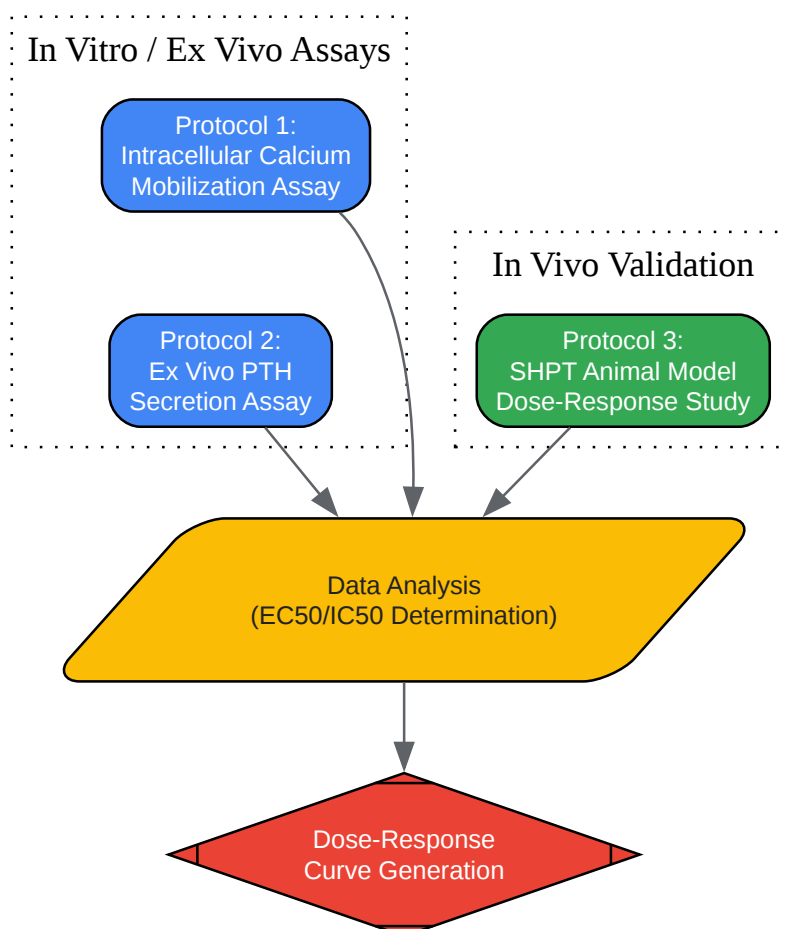 In Vitro / Ex Vivo Assays
Protocol 1:
Intracellular Calcium
Mobilization Assay
Protocol 2:
Ex Vivo PTH
Secretion Assay
In Vivo Validation
Protocol 3:
SHPT Animal Model
Dose-Response Study
Data Analysis
(EC50/IC50 Determination)
Dose-Response
Curve Generation